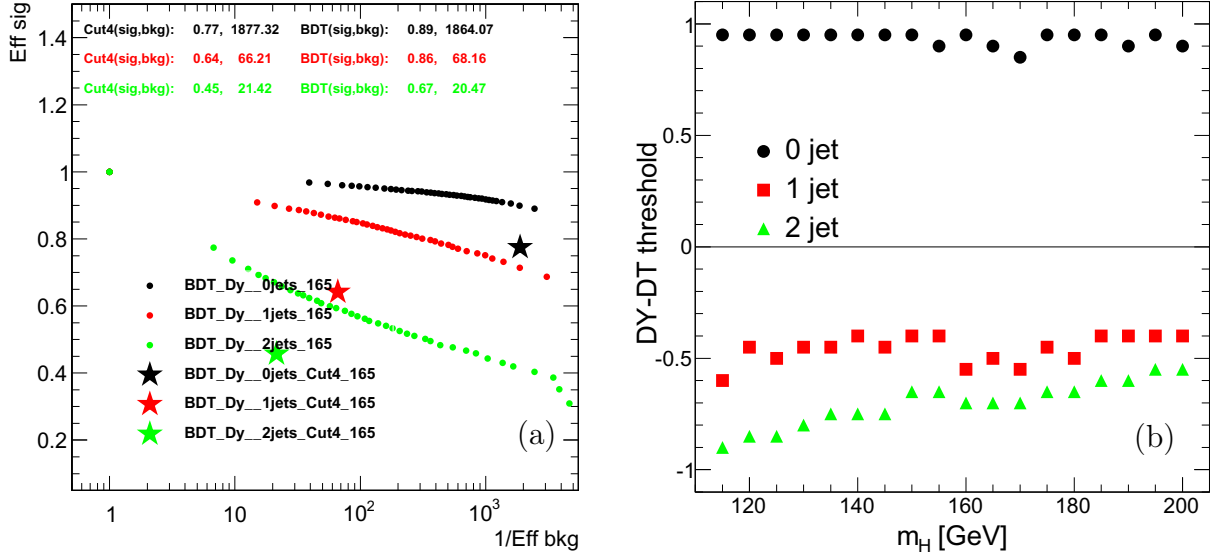 Eff sig
Cut4(sig,bkg): 0.77, 1877.32 BDT(sig,bkg): 0.89, 1864.07
Cut4(sig,bkg): 0.64, 66.21 BDT(sig,bkg): 0.86, 68.16
Cut4(sig,bkg): 0.45, 21.42 BDT(sig,bkg): 0.67, 20.47
1.4
1.2
1
0.8
0.6
0.4
0.2
BDT_Dy__0jets_165
BDT_Dy__1jets_165
BDT_Dy__2jets_165
BDT_Dy__0jets_Cut4_165
BDT_Dy__1jets_Cut4_165
BDT_Dy__2jets_Cut4_165
(a)
1 10 10² 10³
1/Eff bkg
DY-DT threshold
1
0.5
0
-0.5
-1
0 jet
1 jet
2 jet
(b)
120 140 160 180 200
m_H [GeV]